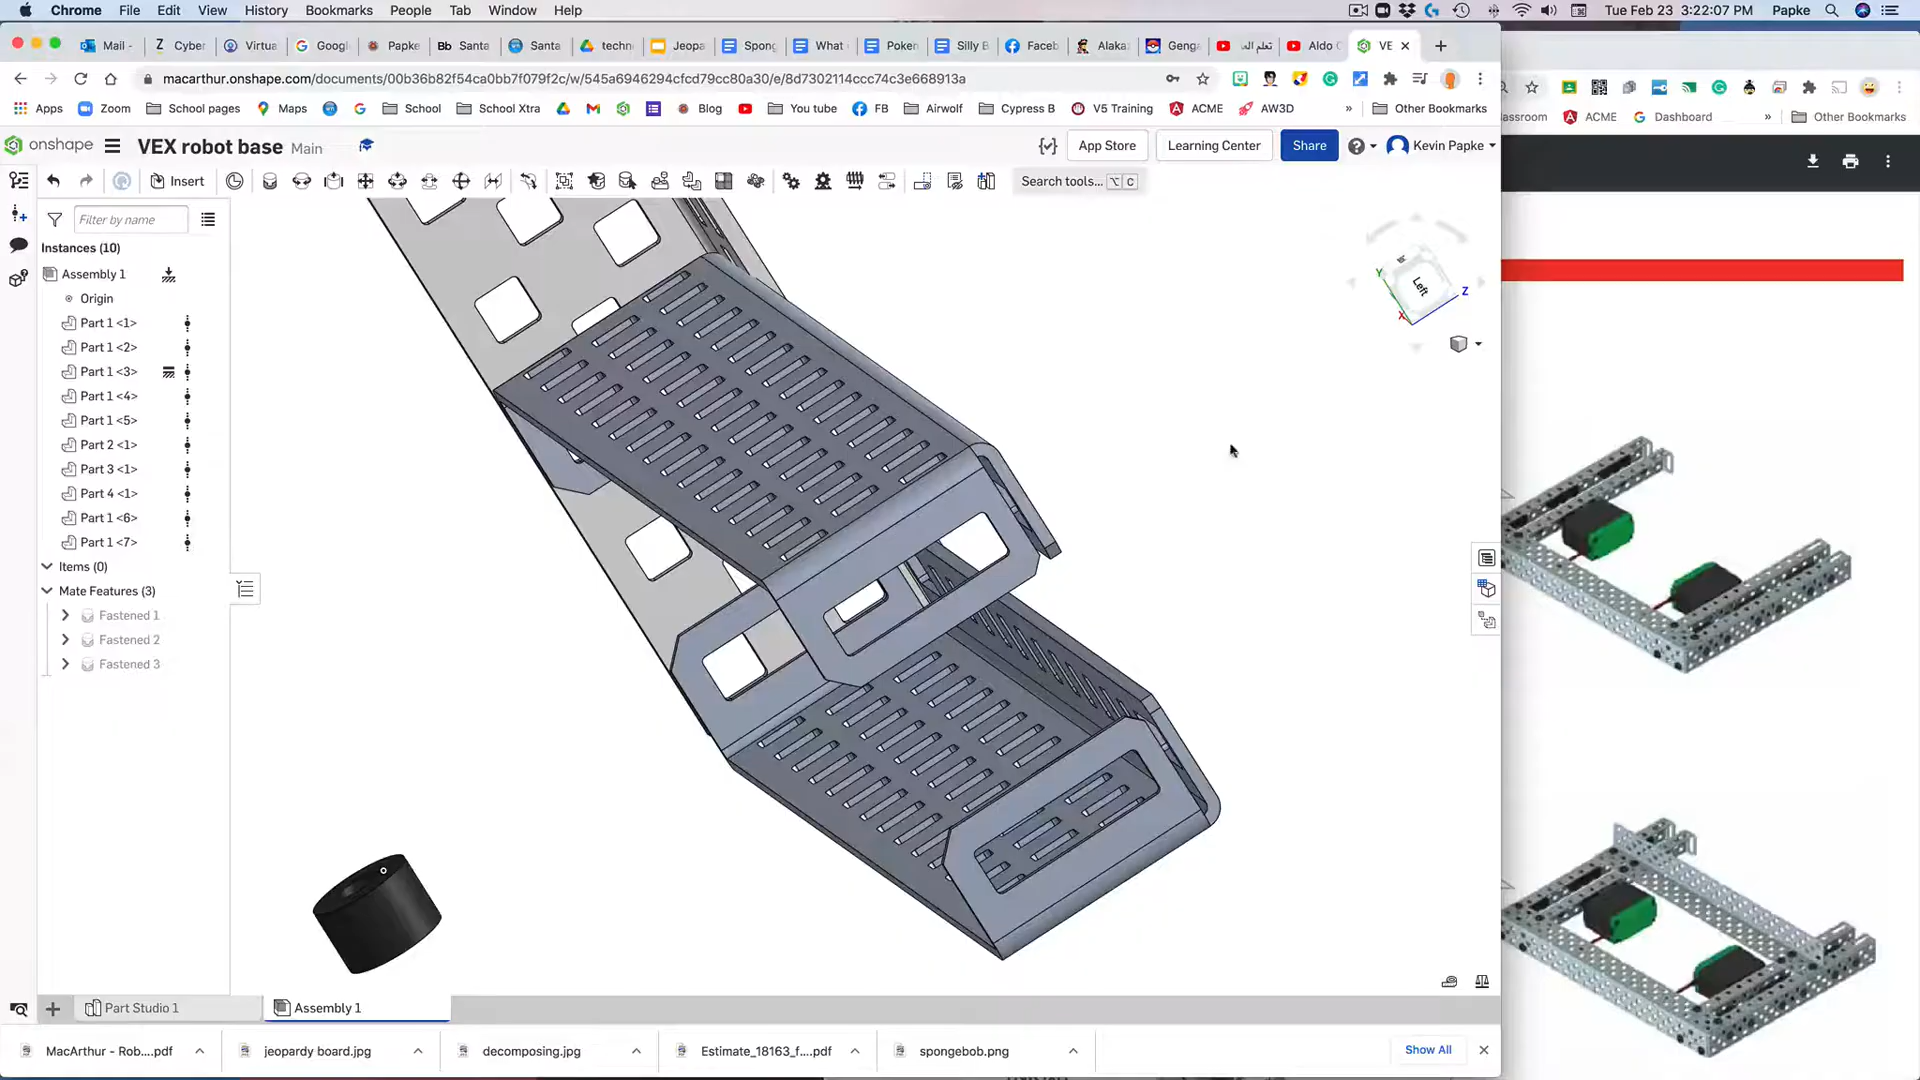 Chrome File Edit View History Bookmarks People Tab Window Help Tue Feb 23 3:22:07 PM Papke
Mail - Cyber Virtua Googl Papke Santa Santa techn Jeopa Spong What Poken Silly B Faceb Alaka Genga Aldo VE
macarthur.onshape.com/documents/00b36b82f54ca0bb7f079f2c/w/545a6946294cfcd79cc80a30/e/8d7302114ccc74c3e668913a
Apps Zoom School pages Maps School School Xtra Blog You tube FB Airwolf Cypress B V5 Training ACME AW3D » Other Bookmarks
assroom ACME Dashboard » Other Bookmarks
onshape VEX robot base Main App Store Learning Center Share Kevin Papke
Insert Search tools... ⌥ C
Filter by name
Instances (10)
Assembly 1
Origin
Part 1 <1>
Part 1 <2>
Part 1 <3>
Part 1 <4>
Part 1 <5>
Part 2 <1>
Part 3 <1>
Part 4 <1>
Part 1 <6>
Part 1 <7>
Items (0)
Mate Features (3)
Fastened 1
Fastened 2
Fastened 3
Y
Left
Z
X
Part Studio 1 Assembly 1
MacArthur - Rob....pdf jeopardy board.jpg decomposing.jpg Estimate_18163_f....pdf spongebob.png Show All